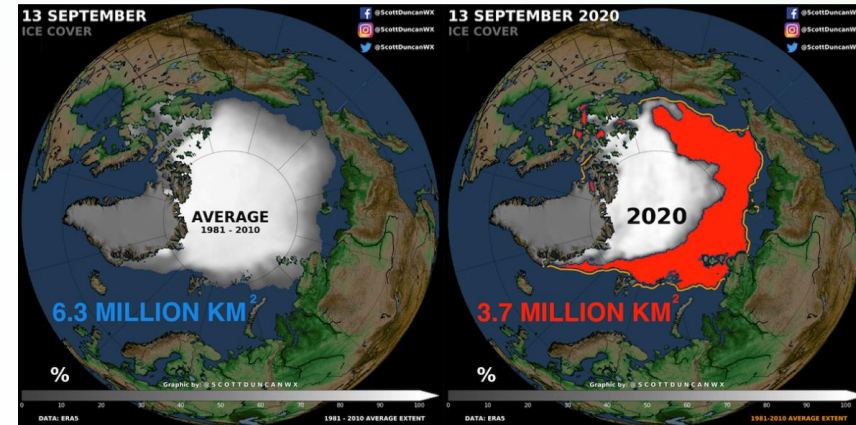 13 SEPTEMBER
ICE COVER
@ScottDuncanWX
@ScottDuncanWX
@ScottDuncanWX
AVERAGE
1981 - 2010
6.3 MILLION KM²
%
Graphic by: @SCOTTDUNCANWX
0 10 20 30 40 50 60 70 80 90 100
DATA: ERA5
1981 - 2010 AVERAGE EXTENT
13 SEPTEMBER 2020
ICE COVER
@ScottDuncanWX
@ScottDuncanWX
@ScottDuncanWX
2020
3.7 MILLION KM²
%
Graphic by: @SCOTTDUNCANWX
0 10 20 30 40 50 60 70 80 90 100
DATA: ERA5
1981-2010 AVERAGE EXTENT